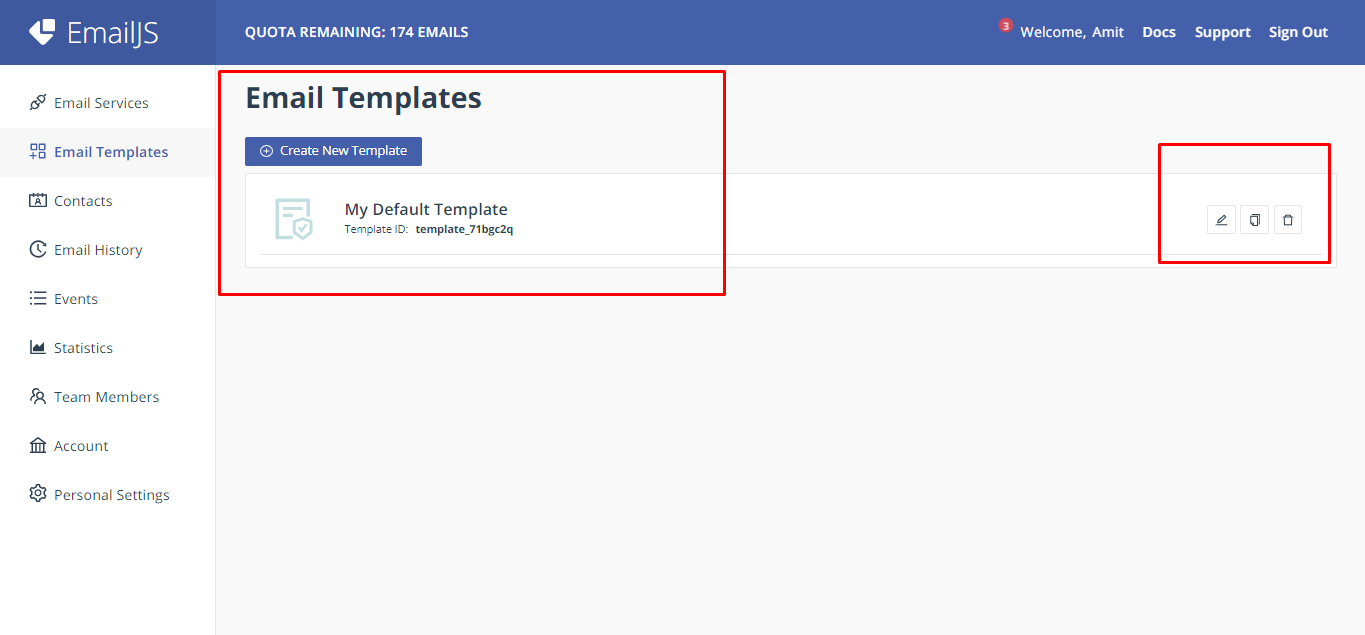 EmailJS
QUOTA REMAINING: 174 EMAILS
3
Welcome, Amit
Docs
Support
Sign Out
Email Services
Email Templates
Contacts
Email History
Events
Statistics
Team Members
Account
Personal Settings
Email Templates
Create New Template
My Default Template
Template ID: template_71bgc2q